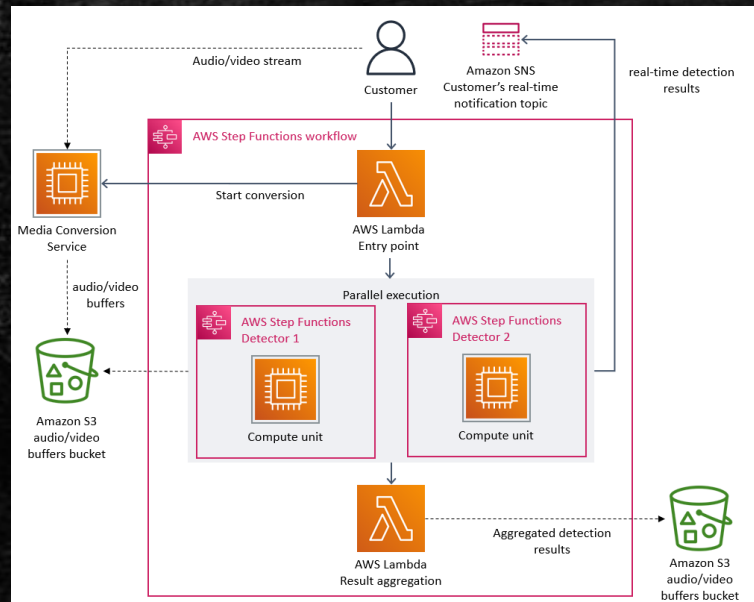 Audio/video stream
Customer
Amazon SNS
Customer's real-time
notification topic
real-time detection
results
AWS Step Functions workflow
Media Conversion
Service
Start conversion
AWS Lambda
Entry point
audio/video
buffers
Parallel execution
AWS Step Functions
Detector 1
Compute unit
AWS Step Functions
Detector 2
Compute unit
Amazon S3
audio/video
buffers bucket
AWS Lambda
Result aggregation
Aggregated detection
results
Amazon S3
audio/video
buffers bucket